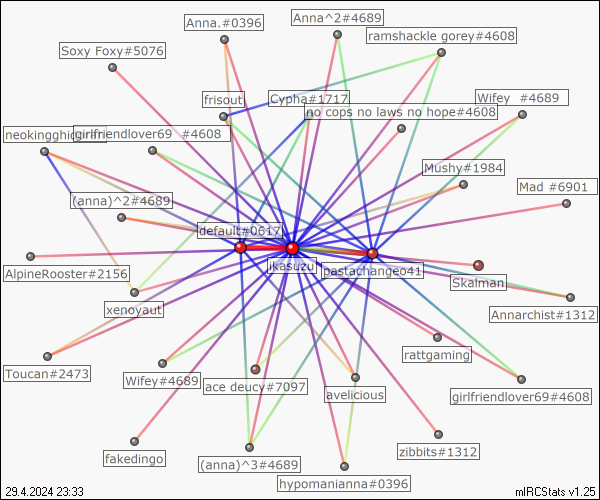 Anna.#0396
Anna^2#4689
ramshackle gorey#4608
Soxy Foxy#5076
frisout
Cypha#1717
no cops no laws no hope#4608
Wifey #4689
girlfriendlover69 #4608
Mushy#1984
Mad #6901
(anna)^2#4689
default#0617
ikasuzu
pastachangeo41
AlpineRooster#2156
Skalman
xenoyaut
Annarchist#1312
rattgaming
Toucan#2473
Wifey#4689
ace deucy#7097
avelicious
girlfriendlover69#4608
fakedingo
(anna)^3#4689
zibbits#1312
hypomanianna#0396
29.4.2024 23:33
mIRCStats v1.25